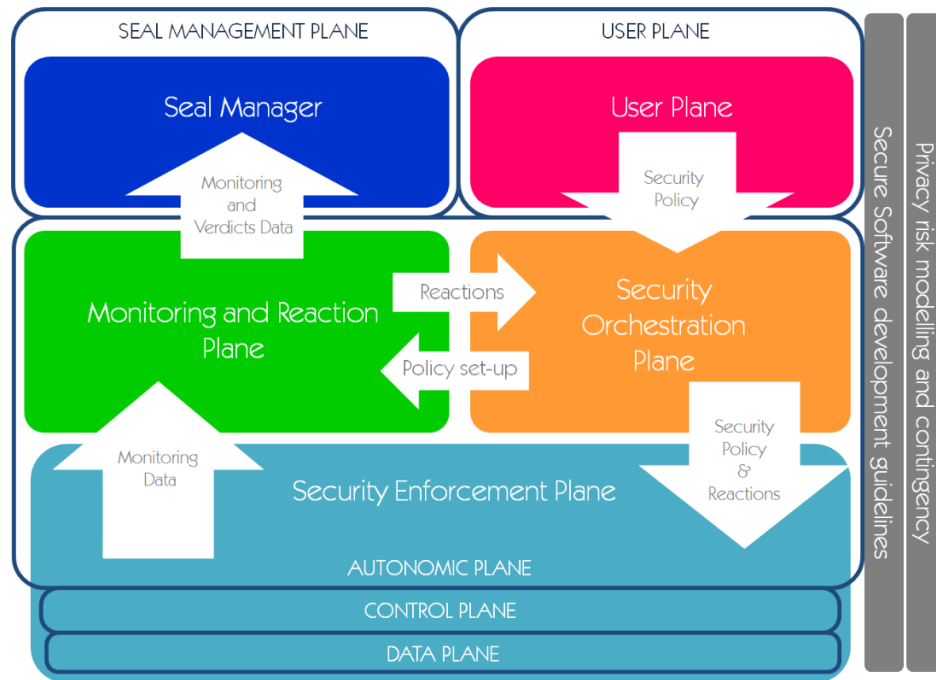 SEAL MANAGEMENT PLANE
USER PLANE
Seal Manager
User Plane
Monitoring
and
Verdicts Data
Security
Policy
Monitoring and Reaction
Plane
Reactions
Policy set-up
Security
Orchestration
Plane
Monitoring
Data
Security
Policy
&
Reactions
Security Enforcement Plane
AUTONOMIC PLANE
CONTROL PLANE
DATA PLANE
Secure Software development guidelines
Privacy risk modelling and contingency